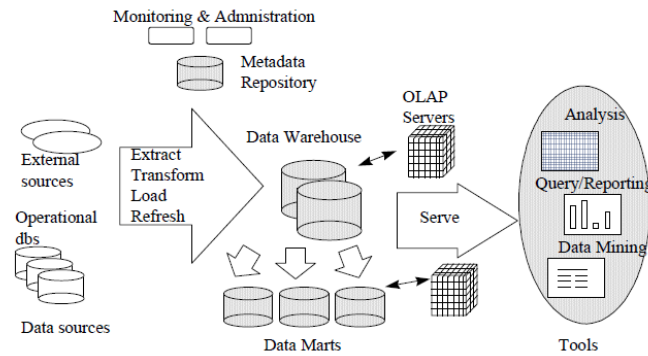 Monitoring & Admnistration
Metadata
Repository
OLAP
Servers
Analysis
Data Warehouse
External
sources
Extract
Transform
Load
Refresh
Query/Reporting
Operational
dbs
Serve
Data Mining
Data sources
Data Marts
Tools